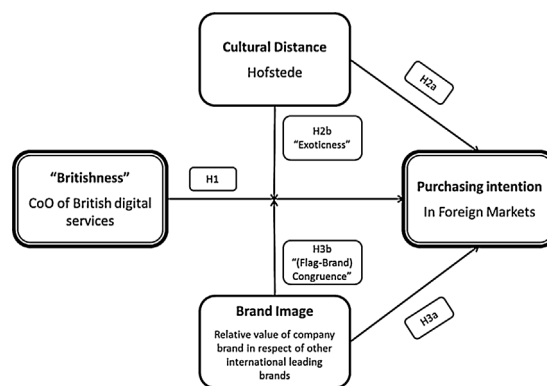 Cultural Distance
Hofstede
H2a
H2b
“Exoticness”
“Britishness”
CoO of British digital
services
H1
Purchasing intention
In Foreign Markets
H3b
“(Flag-Brand)
Congruence”
Brand Image
Relative value of company
brand in respect of other
international leading
brands
H3a